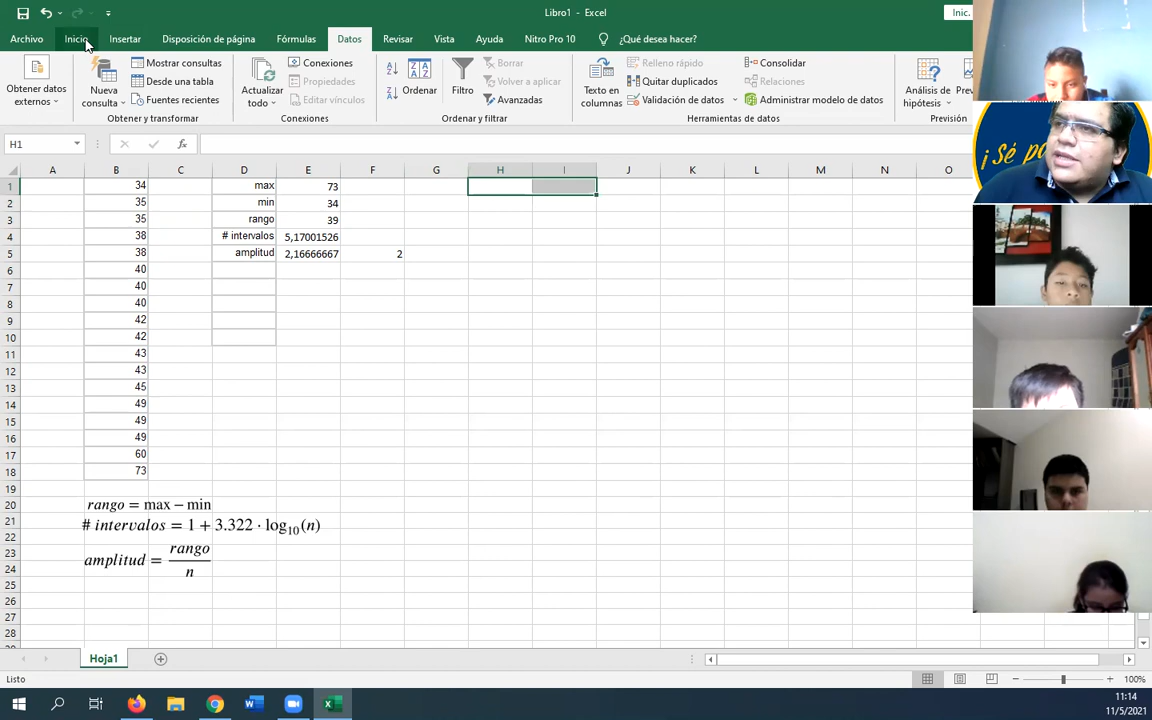 Libro1 - Excel
Inic.
Archivo Inicio Insertar Disposición de página Fórmulas Datos Revisar Vista Ayuda Nitro Pro 10 ¿Qué desea hacer?
Obtener datos externos
Nueva consulta
Mostrar consultas
Desde una tabla
Fuentes recientes
Obtener y transformar
Actualizar todo
Conexiones
Propiedades
Editar vínculos
Conexiones
Ordenar
Filtro
Borrar
Volver a aplicar
Avanzadas
Ordenar y filtrar
Texto en columnas
Relleno rápido
Quitar duplicados
Validación de datos
Consolidar
Relaciones
Administrar modelo de datos
Herramientas de datos
Análisis de hipótesis
Previsión
¡Sé p
H1
A B C D E F G H I J K L M O
1 34 max 73
2 35 min 34
3 35 rango 39
4 38 # intervalos 5,17001526
5 38 amplitud 2,16666667 2
6 40
7 40
8 40
9 42
10 42
11 43
12 43
13 45
14 49
15 49
16 49
17 60
18 73
19
20 rango = max − min
21 # intervalos = 1 + 3.322 · log₁₀(n)
22
23 amplitud = rango / n
24
25
26
27
28
Hoja1
Listo
100%
11:14
11/5/2021